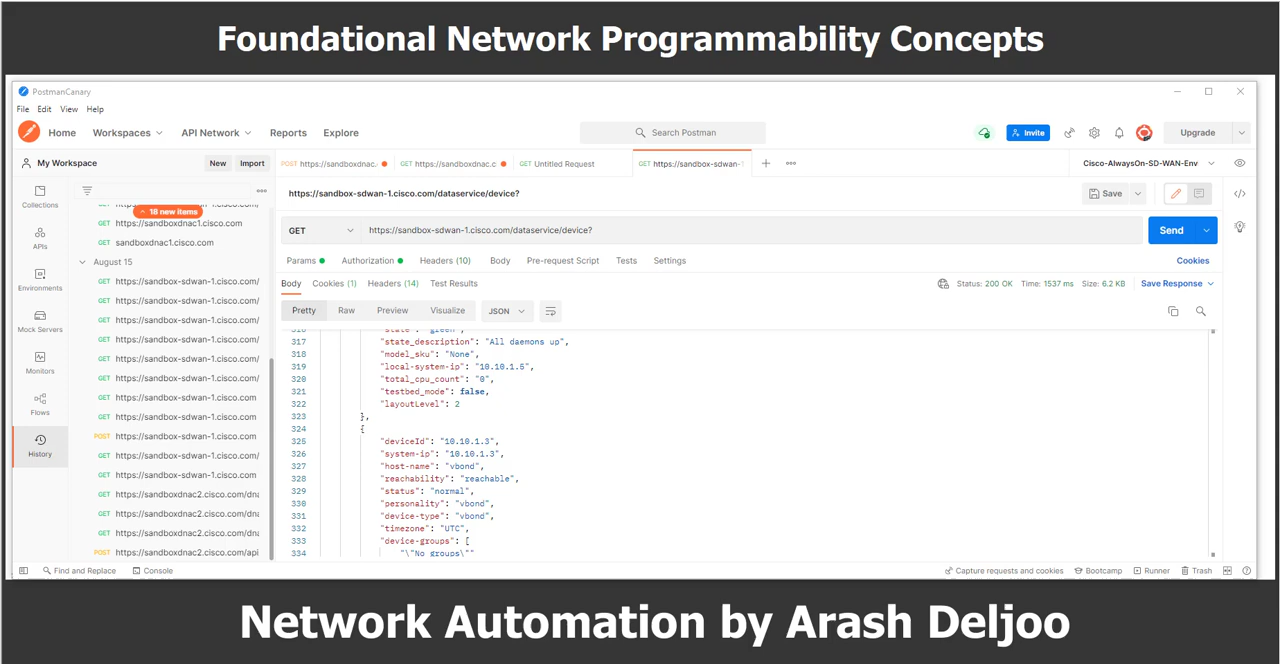 Foundational Network Programmability Concepts
PostmanCanary
File Edit View Help
Home Workspaces API Network Reports Explore Search Postman Invite Upgrade
My Workspace New Import
POST https://sandboxdnac. GET https://sandboxdnac.c GET Untitled Request GET https://sandbox-sdwan-1 Cisco-AlwaysOn-SD-WAN-Env
https://sandbox-sdwan-1.cisco.com/dataservice/device? Save
Collections
APIs
Environments
Mock Servers
Monitors
Flows
History
18 new items
GET https://sandboxdnac1.cisco.com
GET sandboxdnac1.cisco.com
August 15
GET https://sandbox-sdwan-1.cisco.com/
GET https://sandbox-sdwan-1.cisco.com/
GET https://sandbox-sdwan-1.cisco.com/
GET https://sandbox-sdwan-1.cisco.com/
GET https://sandbox-sdwan-1.cisco.com/
GET https://sandbox-sdwan-1.cisco.com/
GET https://sandbox-sdwan-1.cisco.com
GET https://sandbox-sdwan-1.cisco.com
POST https://sandbox-sdwan-1.cisco.com
GET https://sandbox-sdwan-1.cisco.com/
GET https://sandbox-sdwan-1.cisco.com
GET https://sandboxdnac2.cisco.com/dna
GET https://sandboxdnac2.cisco.com/dna
GET https://sandboxdnac2.cisco.com/dna
POST https://sandboxdnac2.cisco.com/api
GET https://sandbox-sdwan-1.cisco.com/dataservice/device? Send
Params Authorization Headers (10) Body Pre-request Script Tests Settings Cookies
Body Cookies (1) Headers (14) Test Results Status: 200 OK Time: 1537 ms Size: 6.2 KB Save Response
Pretty Raw Preview Visualize JSON
316 "state": "green",
317 "state_description": "All daemons up",
318 "model_sku": "None",
319 "local-system-ip": "10.10.1.5",
320 "total_cpu_count": "0",
321 "testbed_mode": false,
322 "layoutLevel": 2
323 },
324 {
325 "deviceId": "10.10.1.3",
326 "system-ip": "10.10.1.3",
327 "host-name": "vbond",
328 "reachability": "reachable",
329 "status": "normal",
330 "personality": "vbond",
331 "device-type": "vbond",
332 "timezone": "UTC",
333 "device-groups": [
334 "\"No groups\""
Find and Replace Console Capture requests and cookies Bootcamp Runner Trash
Network Automation by Arash Deljoo